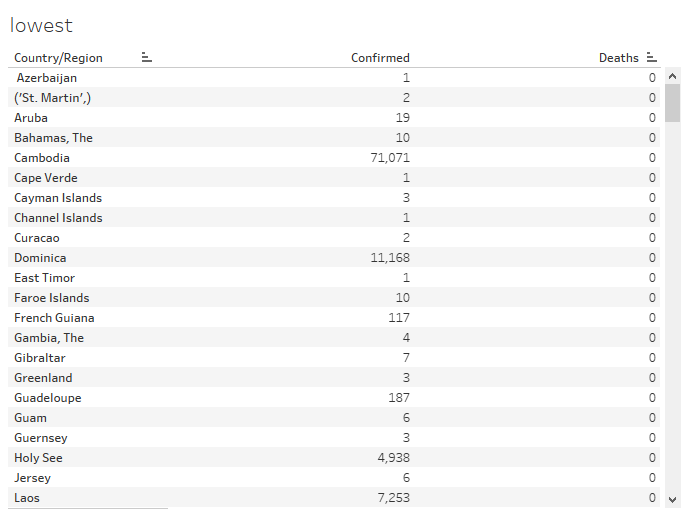 lowest
Country/Region Confirmed Deaths
Azerbaijan 1 0
('St. Martin',) 2 0
Aruba 19 0
Bahamas, The 10 0
Cambodia 71,071 0
Cape Verde 1 0
Cayman Islands 3 0
Channel Islands 1 0
Curacao 2 0
Dominica 11,168 0
East Timor 1 0
Faroe Islands 10 0
French Guiana 117 0
Gambia, The 4 0
Gibraltar 7 0
Greenland 3 0
Guadeloupe 187 0
Guam 6 0
Guernsey 3 0
Holy See 4,938 0
Jersey 6 0
Laos 7,253 0